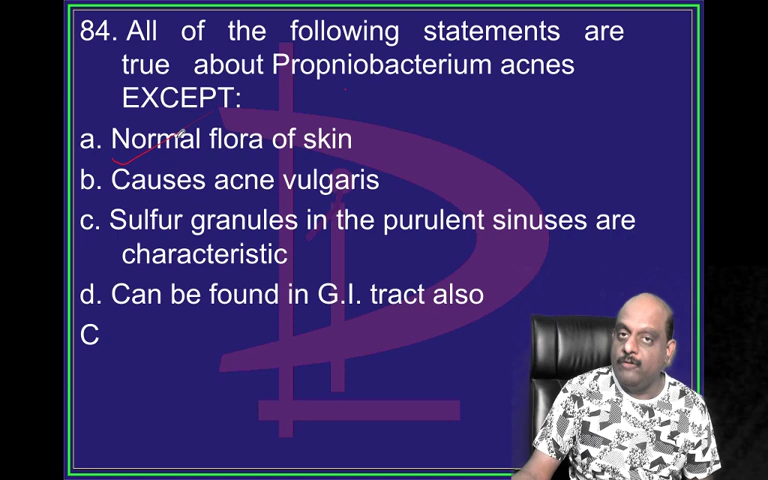 84. All of the following statements are
true about Propniobacterium acnes
EXCEPT:
a. Normal flora of skin
b. Causes acne vulgaris
c. Sulfur granules in the purulent sinuses are
characteristic
d. Can be found in G.I. tract also
C